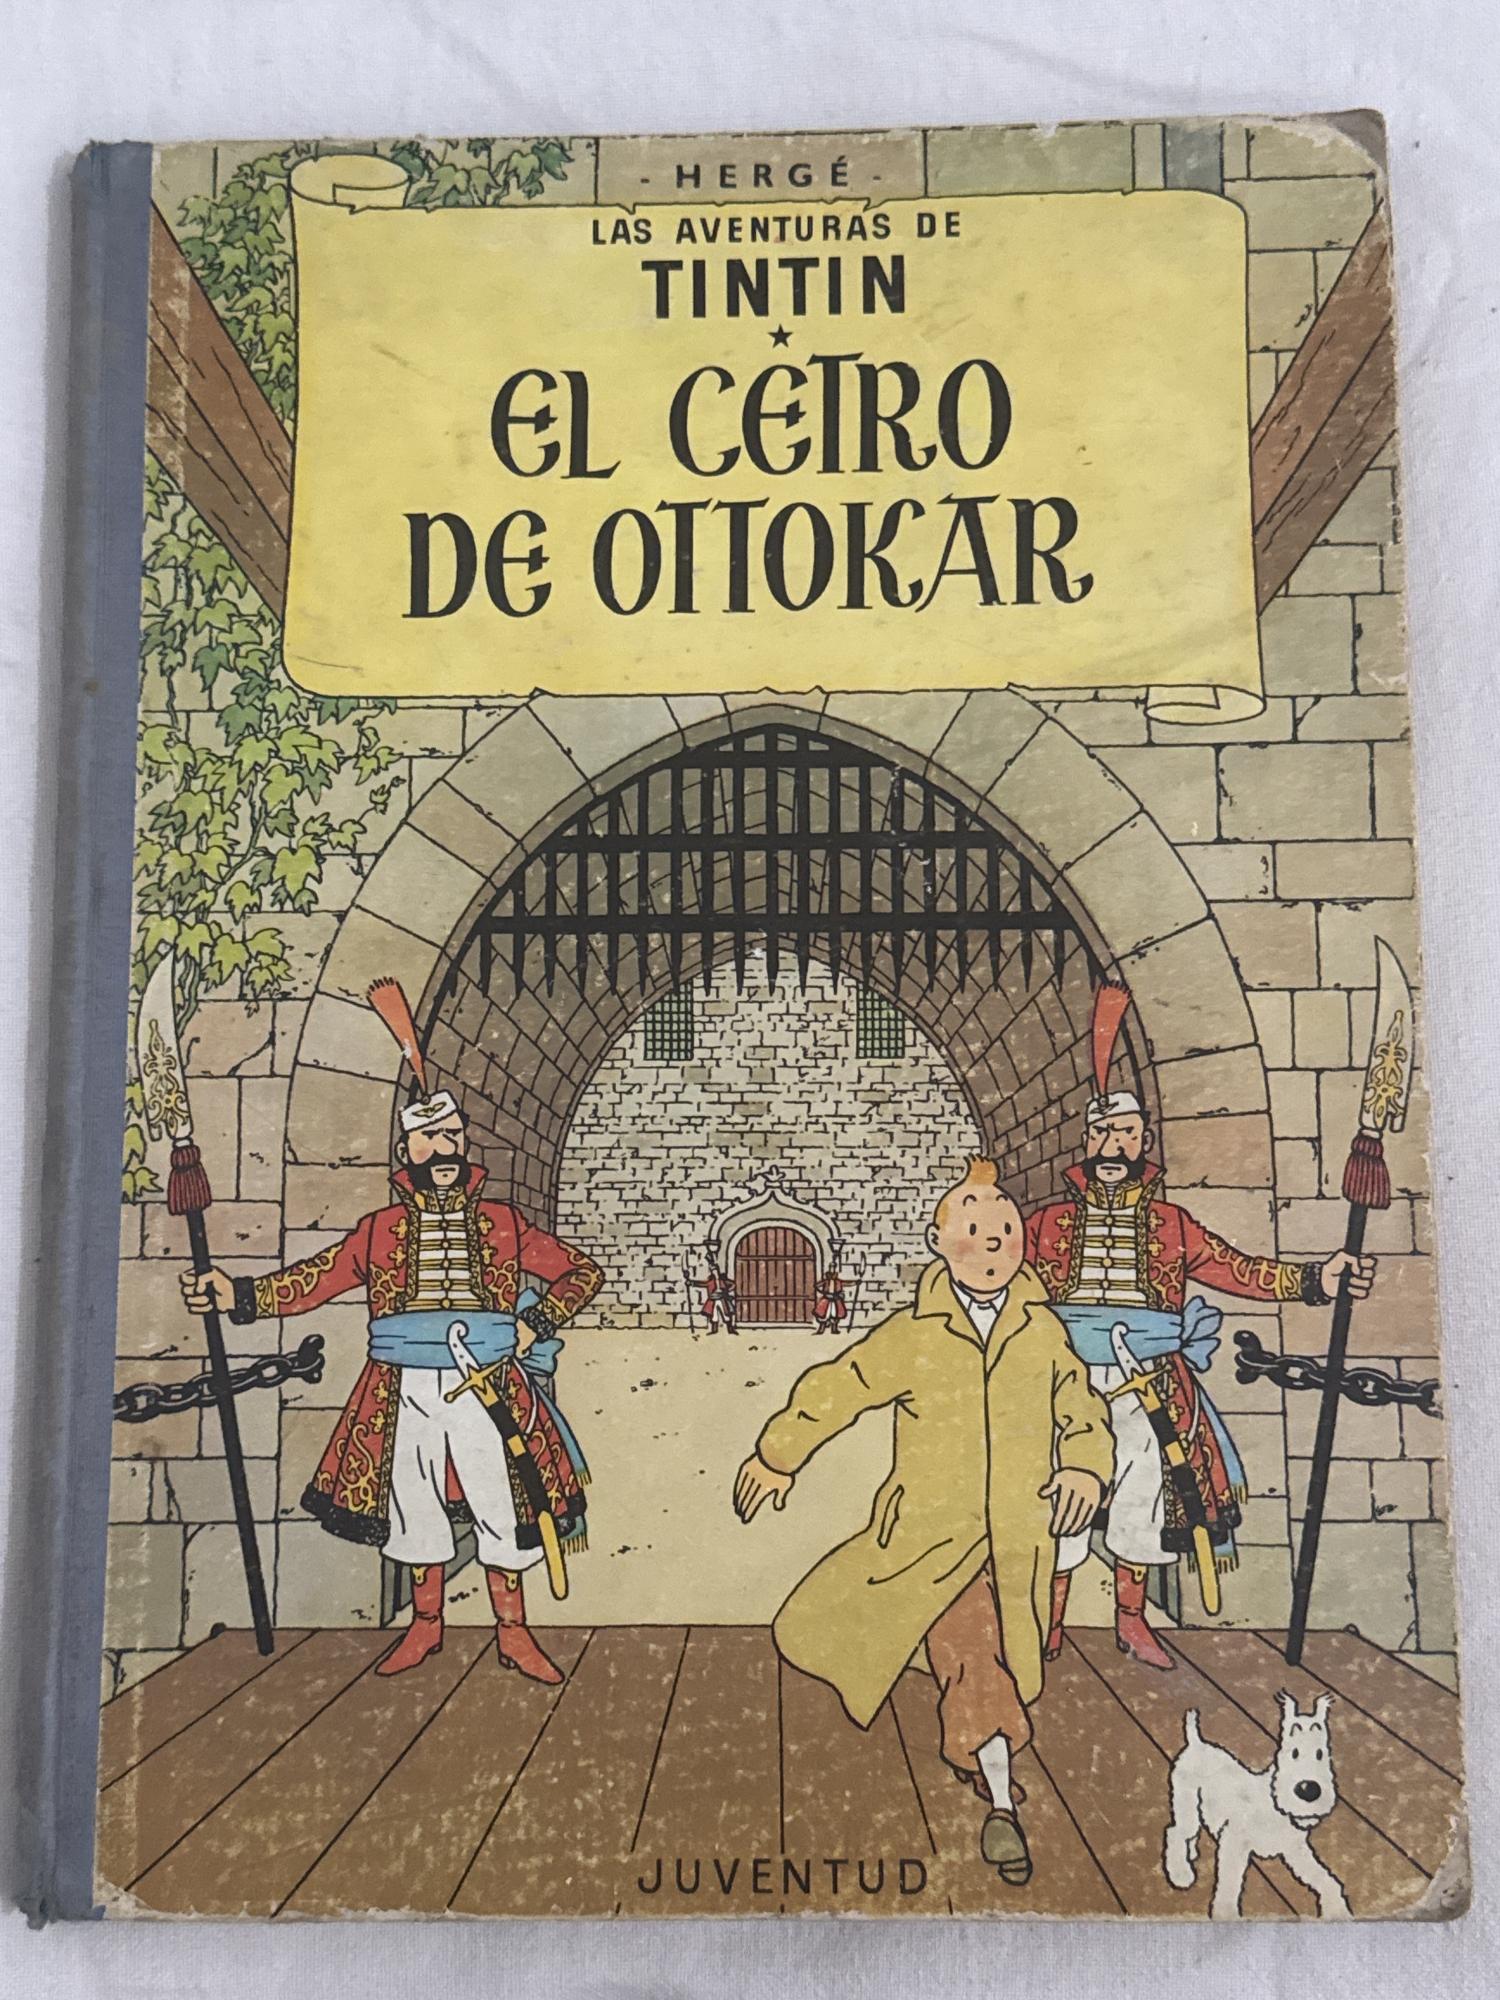 - HERGÉ -
LAS AVENTURAS DE
TINTIN
EL CETRO
DE OTTOKAR
JUVENTUD